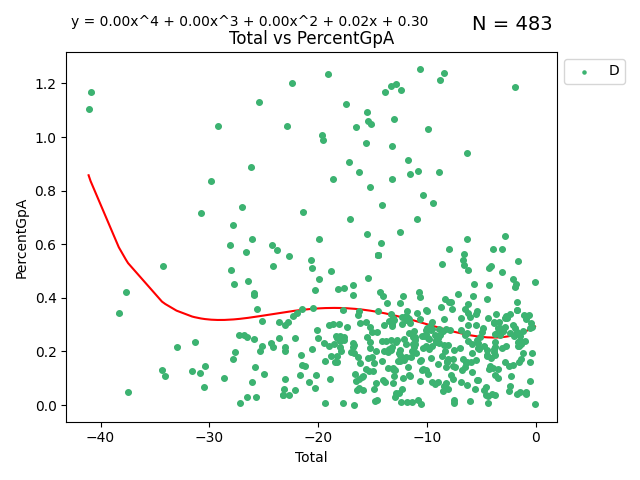 y = 0.00x^4 + 0.00x^3 + 0.00x^2 + 0.02x + 0.30
N = 483
Total vs PercentGpA
D
1.2
1.0
0.8
0.6
0.4
0.2
0.0
PercentGpA
−40
−30
−20
−10
0
Total